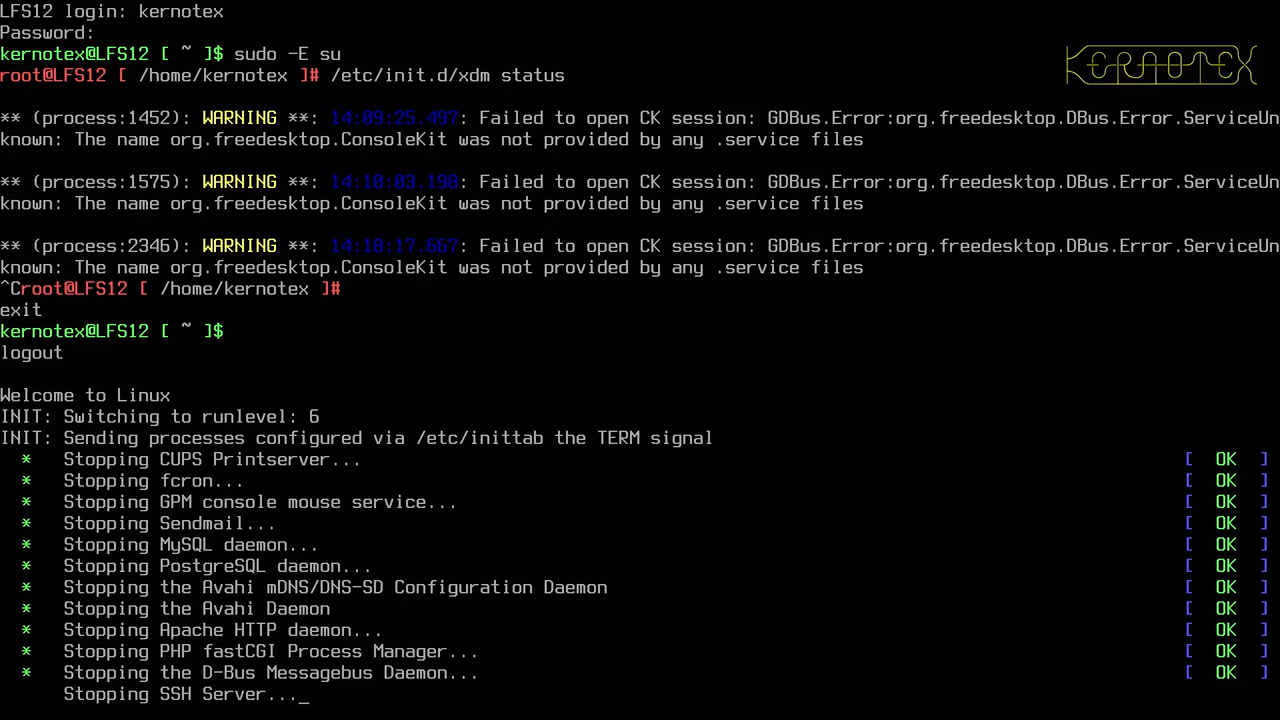 LFS12 login: kernotex
Password:
kernotex@LFS12 [ ~ ]$ sudo -E su
KERNOTEX
root@LFS12 [ /home/kernotex ]# /etc/init.d/xdm status
** (process:1452): WARNING **: 14:09:25.497: Failed to open CK session: GDBus.Error:org.freedesktop.DBus.Error.ServiceUn
known: The name org.freedesktop.ConsoleKit was not provided by any .service files
** (process:1575): WARNING **: 14:10:03.198: Failed to open CK session: GDBus.Error:org.freedesktop.DBus.Error.ServiceUn
known: The name org.freedesktop.ConsoleKit was not provided by any .service files
** (process:2346): WARNING **: 14:18:17.667: Failed to open CK session: GDBus.Error:org.freedesktop.DBus.Error.ServiceUn
known: The name org.freedesktop.ConsoleKit was not provided by any .service files
^Croot@LFS12 [ /home/kernotex ]#
exit
kernotex@LFS12 [ ~ ]$
logout
Welcome to Linux
INIT: Switching to runlevel: 6
INIT: Sending processes configured via /etc/inittab the TERM signal
* Stopping CUPS Printserver... [ OK ]
* Stopping fcron... [ OK ]
* Stopping GPM console mouse service... [ OK ]
* Stopping Sendmail... [ OK ]
* Stopping MySQL daemon... [ OK ]
* Stopping PostgreSQL daemon... [ OK ]
* Stopping the Avahi mDNS/DNS-SD Configuration Daemon [ OK ]
* Stopping the Avahi Daemon [ OK ]
* Stopping Apache HTTP daemon... [ OK ]
* Stopping PHP fastCGI Process Manager... [ OK ]
* Stopping the D-Bus Messagebus Daemon... [ OK ]
Stopping SSH Server..._